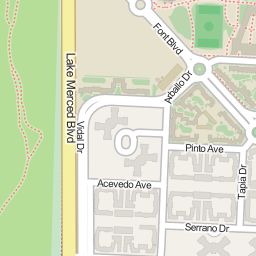 Font Blvd
Lake Merced Blvd
Arballo Dr
Vidal Dr
Pinto Ave
Tapia Dr
Acevedo Ave
Serrano Dr